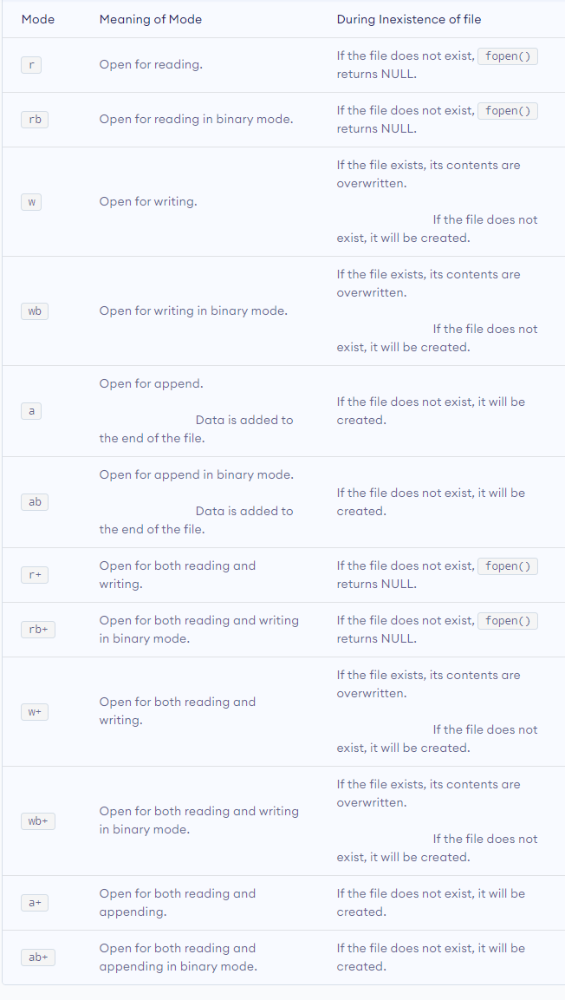 Mode Meaning of Mode During Inexistence of file
r Open for reading. If the file does not exist, fopen()
returns NULL.
rb Open for reading in binary mode. If the file does not exist, fopen()
returns NULL.
w Open for writing. If the file exists, its contents are
overwritten.
If the file does not
exist, it will be created.
wb Open for writing in binary mode. If the file exists, its contents are
overwritten.
If the file does not
exist, it will be created.
a Open for append.
Data is added to
the end of the file. If the file does not exist, it will be
created.
ab Open for append in binary mode.
Data is added to
the end of the file. If the file does not exist, it will be
created.
r+ Open for both reading and
writing. If the file does not exist, fopen()
returns NULL.
rb+ Open for both reading and writing
in binary mode. If the file does not exist, fopen()
returns NULL.
w+ Open for both reading and
writing. If the file exists, its contents are
overwritten.
If the file does not
exist, it will be created.
wb+ Open for both reading and writing
in binary mode. If the file exists, its contents are
overwritten.
If the file does not
exist, it will be created.
a+ Open for both reading and
appending. If the file does not exist, it will be
created.
ab+ Open for both reading and
appending in binary mode. If the file does not exist, it will be
created.